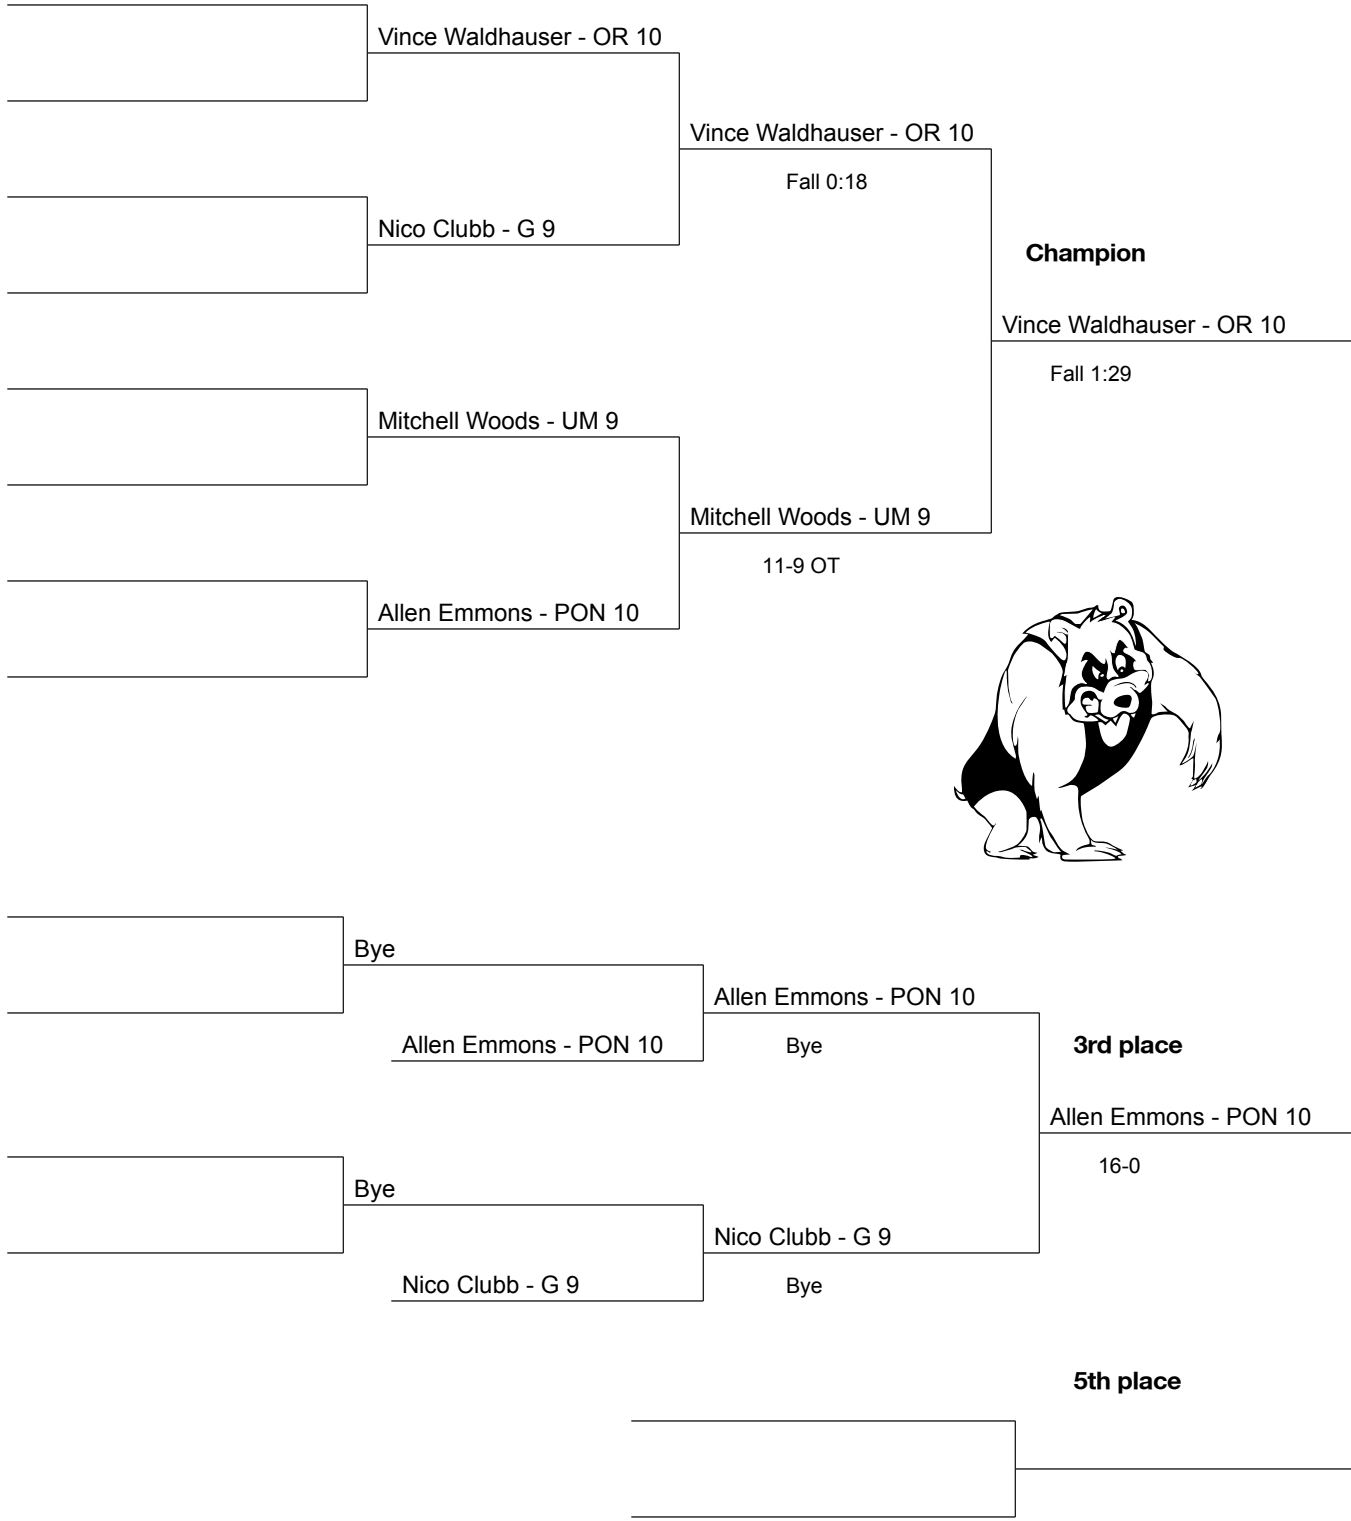 Vince Waldhauser - OR 10
Vince Waldhauser - OR 10
Fall 0:18
Nico Clubb - G 9
Champion
Vince Waldhauser - OR 10
Fall 1:29
Mitchell Woods - UM 9
Mitchell Woods - UM 9
11-9 OT
Allen Emmons - PON 10
Bye
Allen Emmons - PON 10
Allen Emmons - PON 10
Bye
3rd place
Allen Emmons - PON 10
16-0
Bye
Nico Clubb - G 9
Nico Clubb - G 9
Bye
5th place